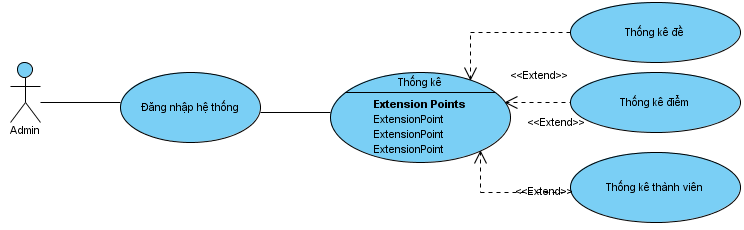 Thống kê đề
<<Extend>>
Thống kê
Extension Points
ExtensionPoint
ExtensionPoint
ExtensionPoint
Thống kê điểm
Đăng nhập hệ thống
<<Extend>>
Admin
Thống kê thành viên
<<Extend>>